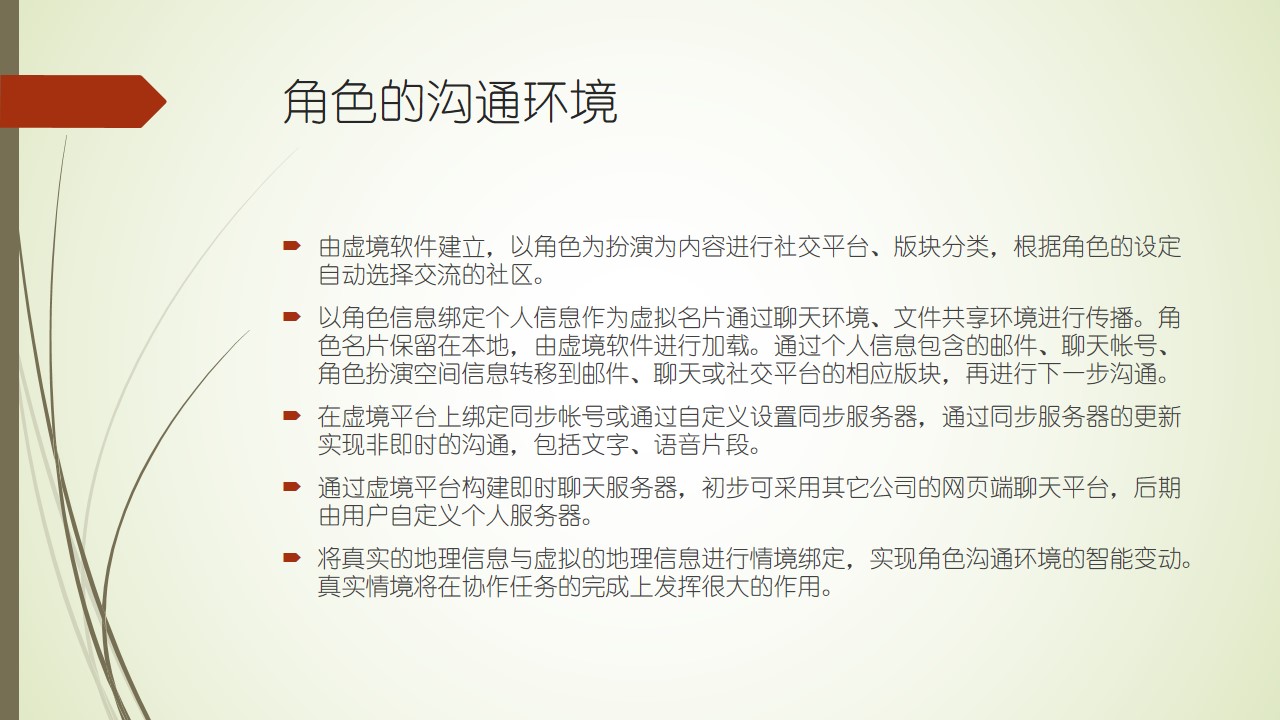 角色的沟通环境
由虚境软件建立，以角色为扮演为内容进行社交平台、版块分类，根据角色的设定
自动选择交流的社区。
以角色信息绑定个人信息作为虚拟名片通过聊天环境、文件共享环境进行传播。角
色名片保留在本地，由虚境软件进行加载。通过个人信息包含的邮件、聊天帐号、
角色扮演空间信息转移到邮件、聊天或社交平台的相应版块，再进行下一步沟通。
在虚境平台上绑定同步帐号或通过自定义设置同步服务器，通过同步服务器的更新
实现非即时的沟通，包括文字、语音片段。
通过虚境平台构建即时聊天服务器，初步可采用其它公司的网页端聊天平台，后期
由用户自定义个人服务器。
将真实的地理信息与虚拟的地理信息进行情境绑定，实现角色沟通环境的智能变动。
真实情境将在协作任务的完成上发挥很大的作用。